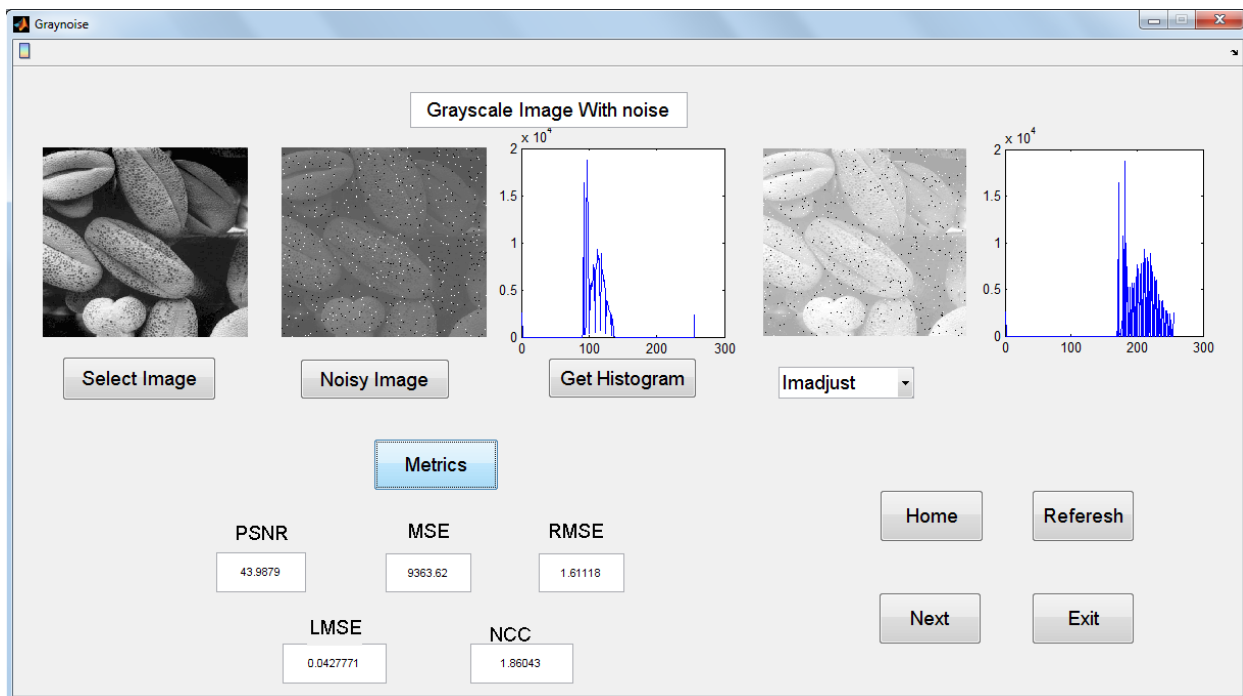 Graynoise
Grayscale Image With noise
x 10^4
2
1.5
1
0.5
0
0 100 200 300
x 10^4
2
1.5
1
0.5
0
0 100 200 300
Select Image
Noisy Image
Get Histogram
Imadjust
Metrics
Home
Referesh
PSNR
MSE
RMSE
43.9879
9363.62
1.61118
Next
Exit
LMSE
NCC
0.0427771
1.86043